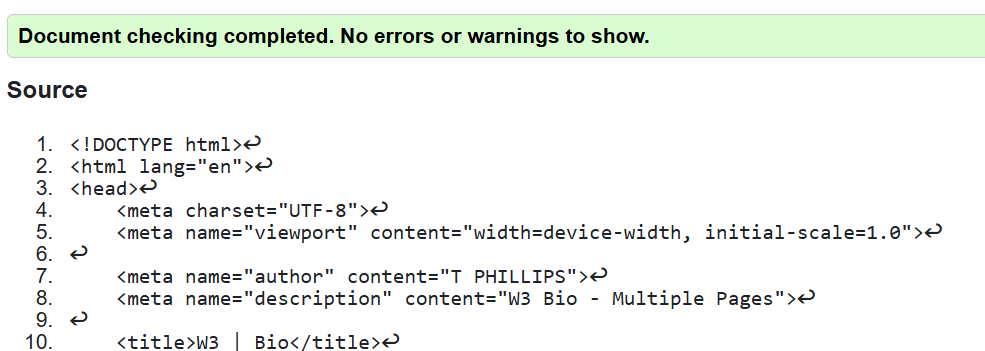 Document checking completed. No errors or warnings to show.
Source
1. <!DOCTYPE html>↩
2. <html lang="en">↩
3. <head>↩
4.     <meta charset="UTF-8">↩
5.     <meta name="viewport" content="width=device-width, initial-scale=1.0">↩
6. ↩
7.     <meta name="author" content="T PHILLIPS">↩
8.     <meta name="description" content="W3 Bio - Multiple Pages">↩
9. ↩
10.     <title>W3 | Bio</title>↩